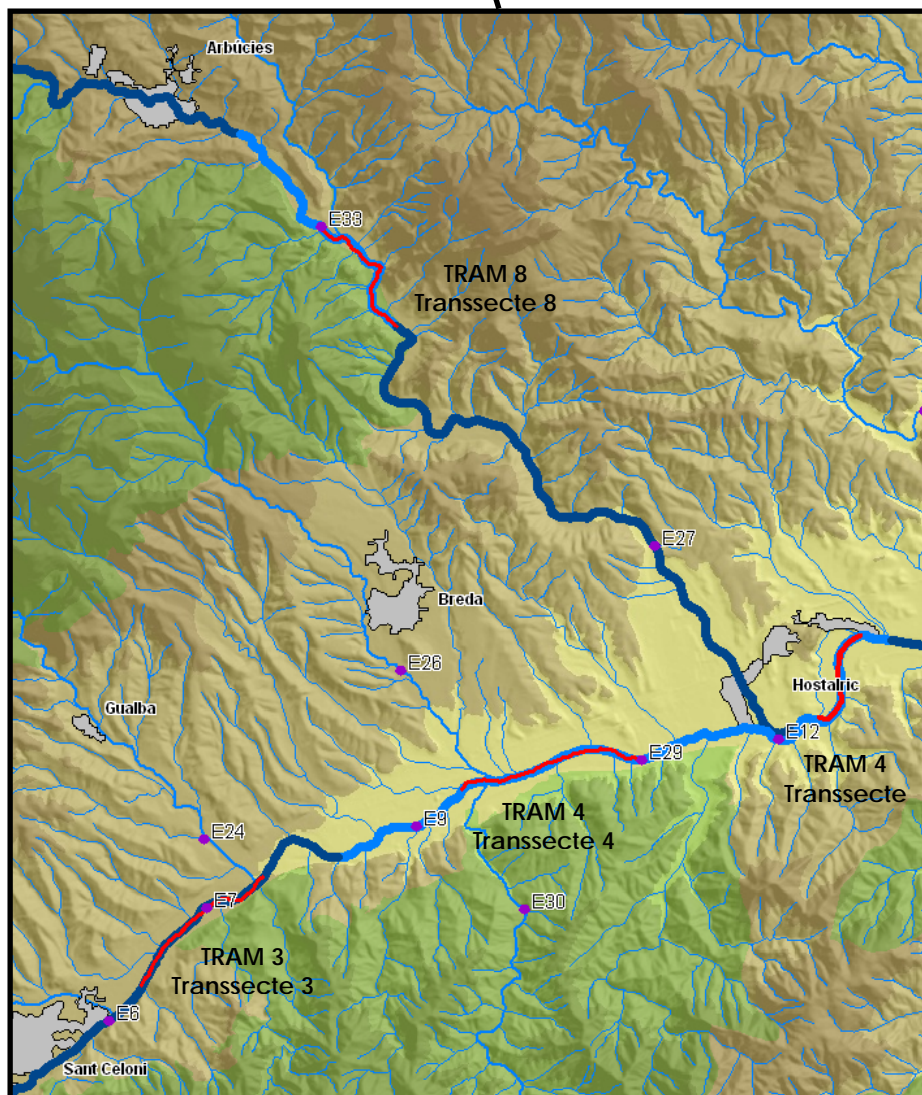 Arbúcies
E33
TRAM 8
Transsecte 8
E27
Breda
E26
Hostalric
Gualba
E12
E29
TRAM 4
Transsecte
TRAM 4
Transsecte 4
E9
E24
E7
E30
TRAM 3
Transsecte 3
E6
Sant Celoni